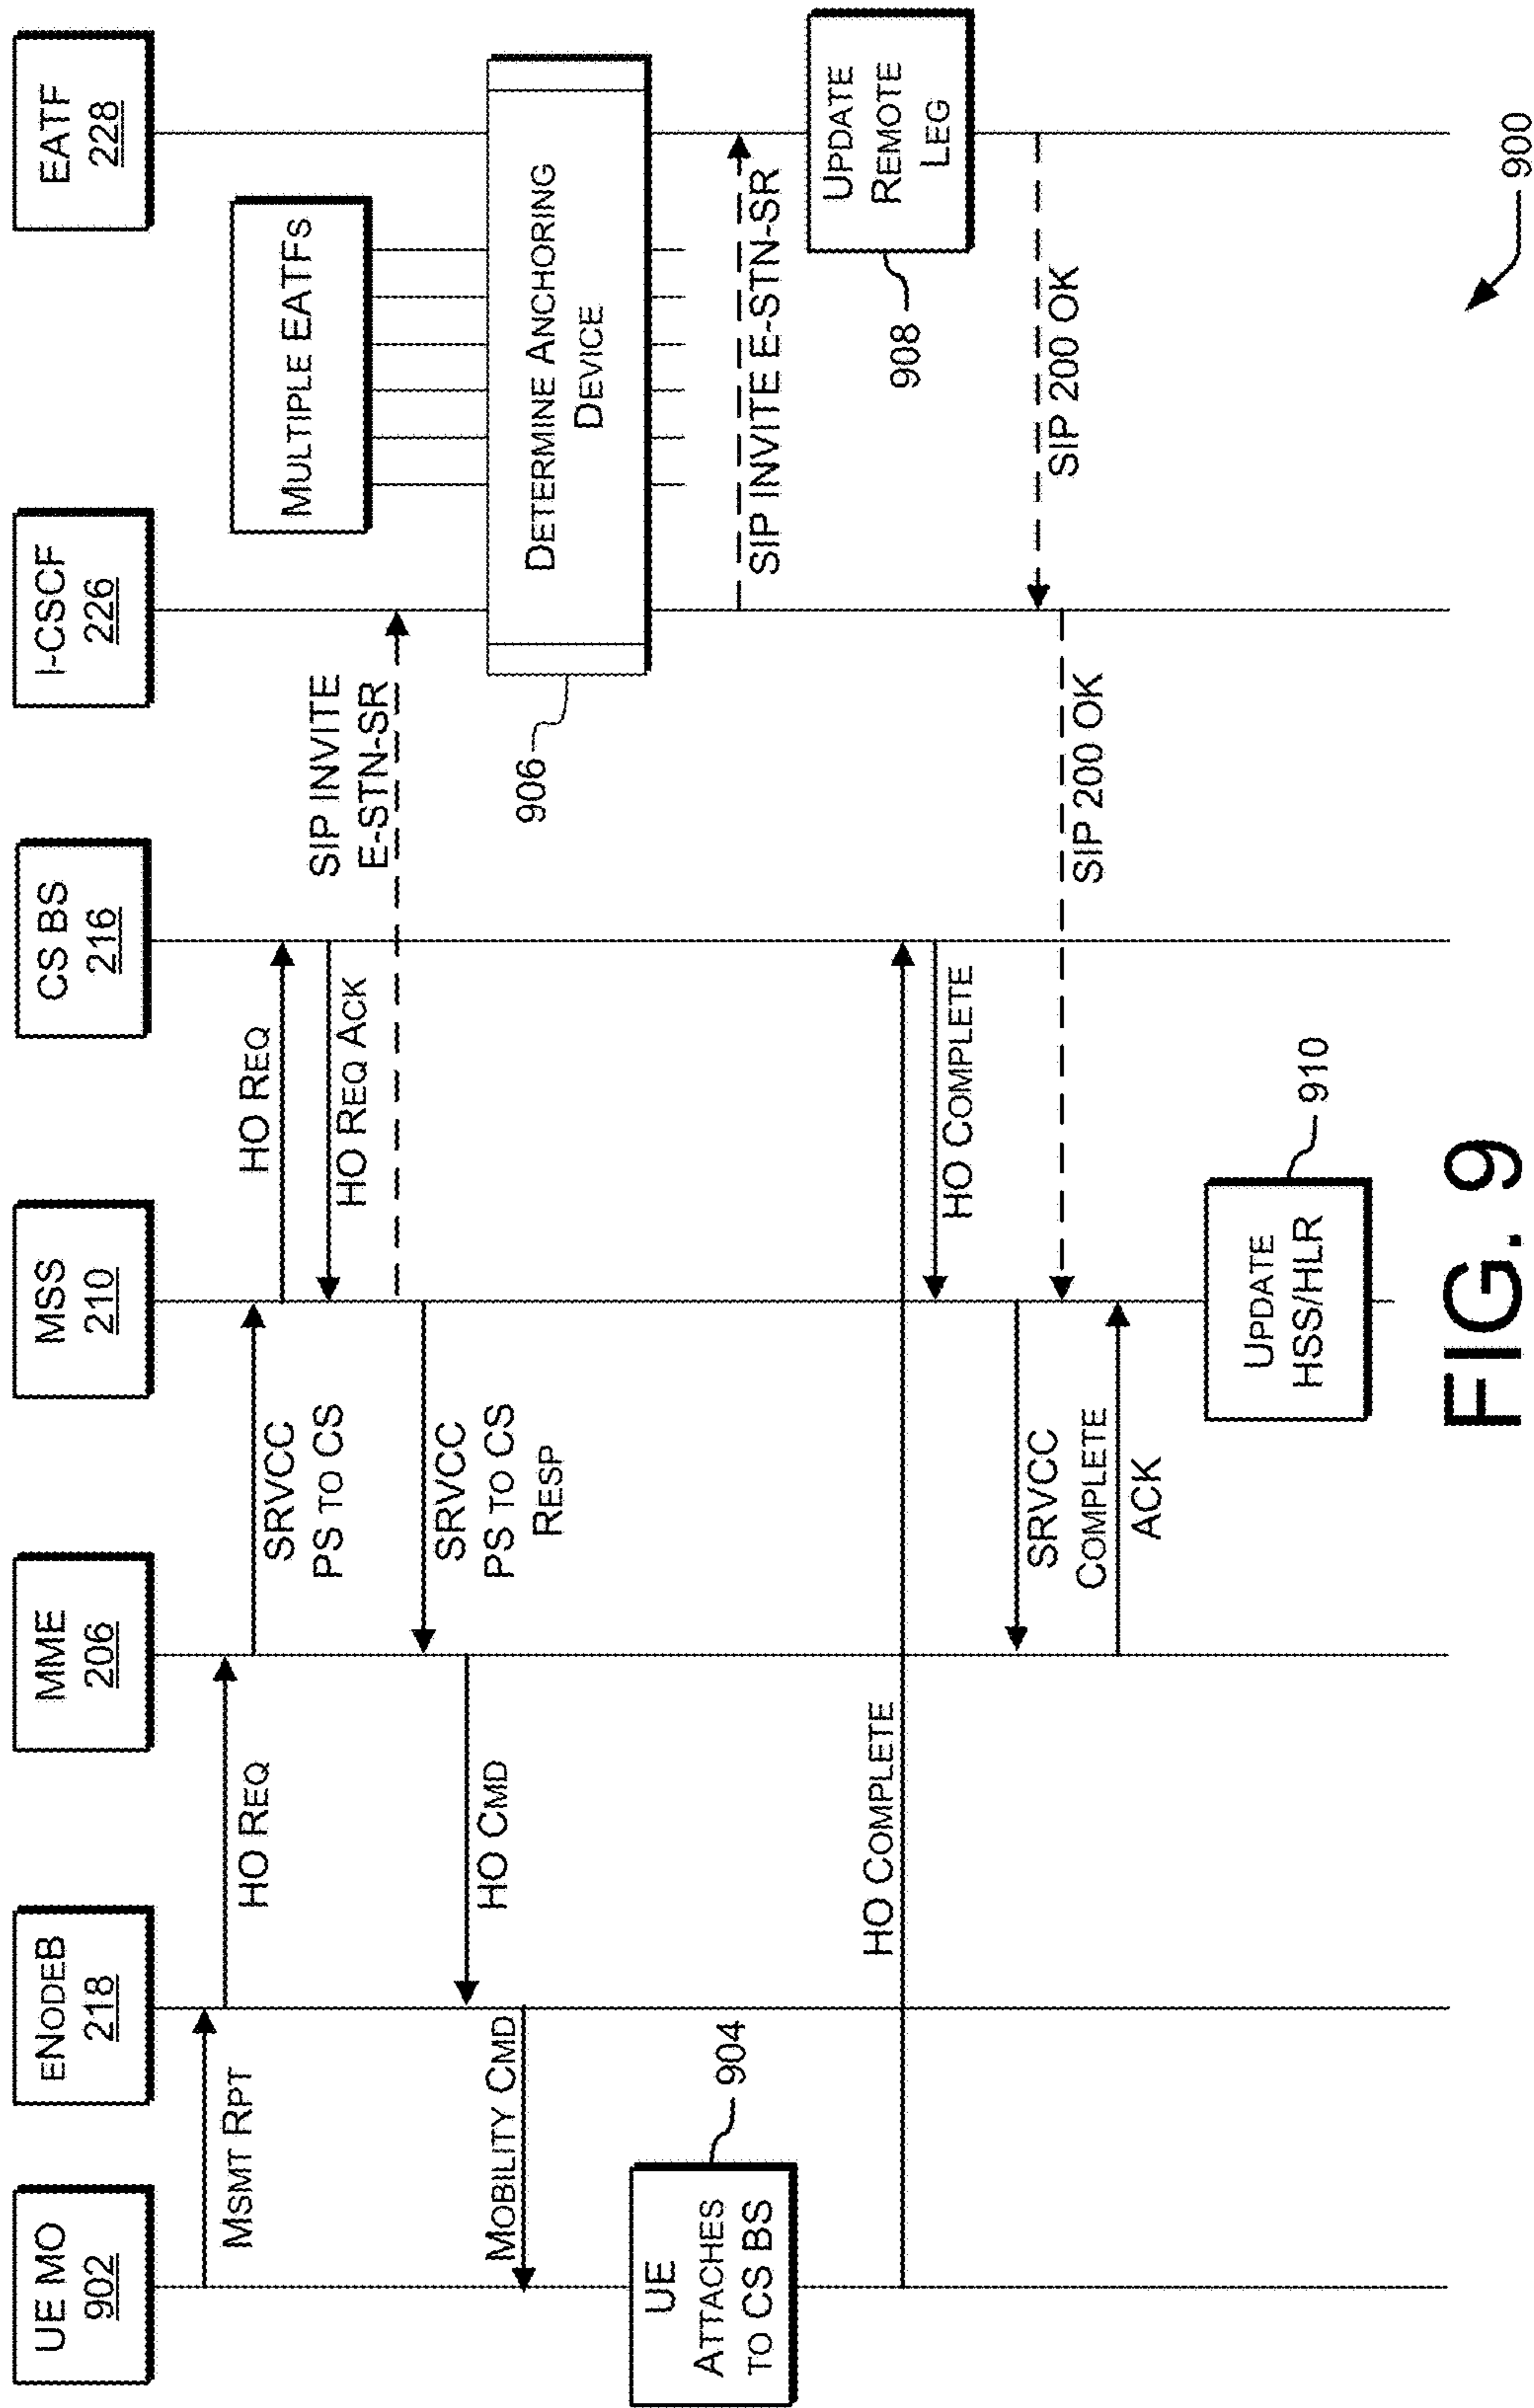 UE MO
902
ENODEB
218
MME
206
MSS
210
CS BS
216
I-CSCF
226
EATF
228
MSMT RPT
HO REQ
SRVCC
PS TO CS
HO REQ
HO REQ ACK
SIP INVITE
E-STN-SR
MULTIPLE EATFS
SRVCC
PS TO CS
RESP
HO CMD
MOBILITY CMD
DETERMINE ANCHORING
DEVICE
906
UE
ATTACHES
TO CS BS
904
SIP INVITE E-STN-SR
UPDATE
REMOTE
LEG
908
HO COMPLETE
HO COMPLETE
SIP 200 OK
SIP 200 OK
SRVCC
COMPLETE
ACK
UPDATE
HSS/HLR
910
900
FIG. 9